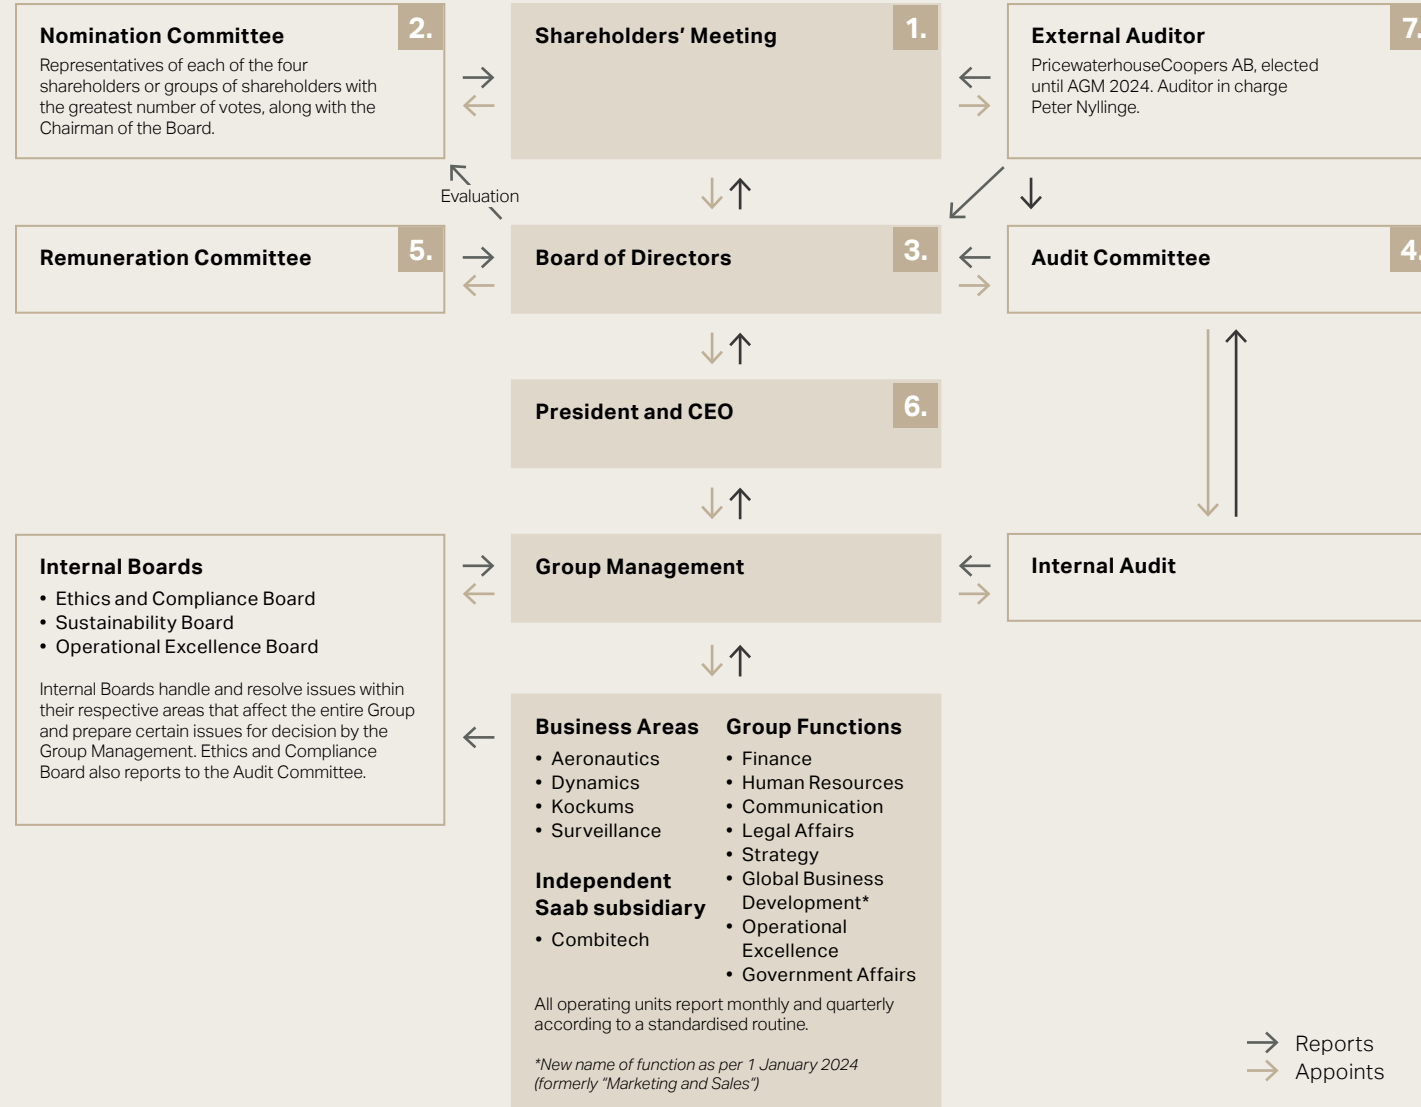 Nomination Committee
2.
Representatives of each of the four
shareholders or groups of shareholders with
the greatest number of votes, along with the
Chairman of the Board.
Shareholders’ Meeting
1.
External Auditor
7.
PricewaterhouseCoopers AB, elected
until AGM 2024. Auditor in charge
Peter Nyllinge.
Evaluation
Remuneration Committee
5.
Board of Directors
3.
Audit Committee
4.
President and CEO
6.
Internal Boards
• Ethics and Compliance Board
• Sustainability Board
• Operational Excellence Board
Internal Boards handle and resolve issues within
their respective areas that affect the entire Group
and prepare certain issues for decision by the
Group Management. Ethics and Compliance
Board also reports to the Audit Committee.
Group Management
Internal Audit
Business Areas
• Aeronautics
• Dynamics
• Kockums
• Surveillance
Independent
Saab subsidiary
• Combitech
Group Functions
• Finance
• Human Resources
• Communication
• Legal Affairs
• Strategy
• Global Business
Development*
• Operational
Excellence
• Government Affairs
All operating units report monthly and quarterly
according to a standardised routine.
*New name of function as per 1 January 2024
(formerly “Marketing and Sales”)
Reports
Appoints